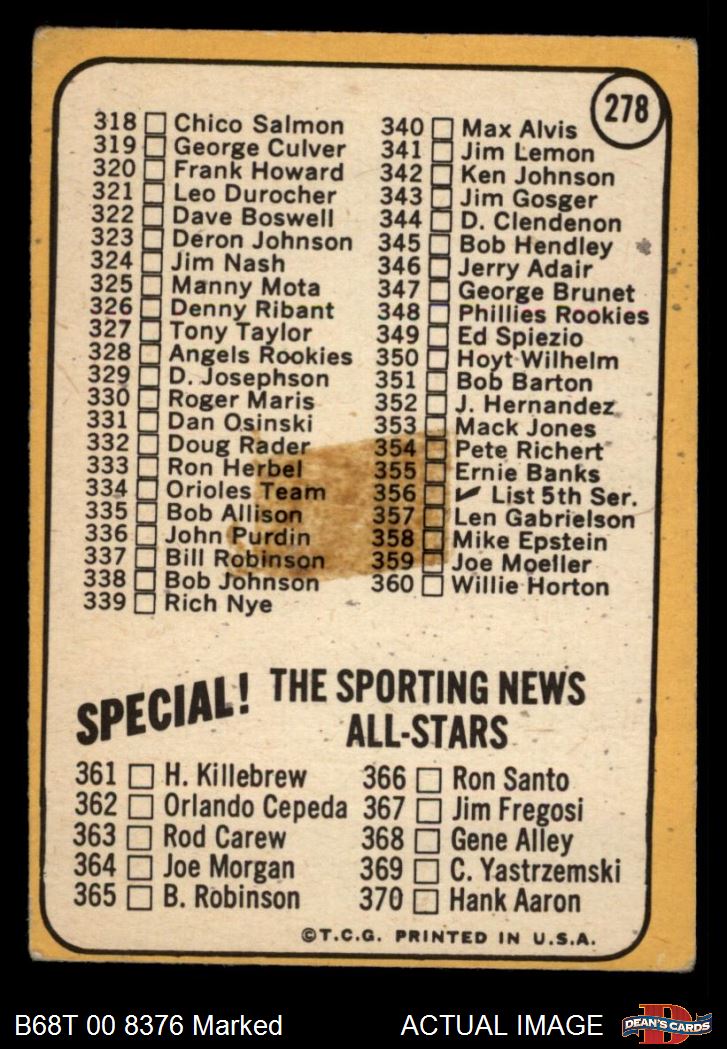 278
318 Chico Salmon
319 George Culver
320 Frank Howard
321 Leo Durocher
322 Dave Boswell
323 Deron Johnson
324 Jim Nash
325 Manny Mota
326 Denny Ribant
327 Tony Taylor
328 Angels Rookies
329 D. Josephson
330 Roger Maris
331 Dan Osinski
332 Doug Rader
333 Ron Herbel
334 Orioles Team
335 Bob Allison
336 John Purdin
337 Bill Robinson
338 Bob Johnson
339 Rich Nye
340 Max Alvis
341 Jim Lemon
342 Ken Johnson
343 Jim Gosger
344 D. Clendenon
345 Bob Hendley
346 Jerry Adair
347 George Brunet
348 Phillies Rookies
349 Ed Spiezio
350 Hoyt Wilhelm
351 Bob Barton
352 J. Hernandez
353 Mack Jones
354 Pete Richert
355 Ernie Banks
356 ✓ List 5th Ser.
357 Len Gabrielson
358 Mike Epstein
359 Joe Moeller
360 Willie Horton
SPECIAL! THE SPORTING NEWS
ALL-STARS
361 H. Killebrew
362 Orlando Cepeda
363 Rod Carew
364 Joe Morgan
365 B. Robinson
366 Ron Santo
367 Jim Fregosi
368 Gene Alley
369 C. Yastrzemski
370 Hank Aaron
©T.C.G. PRINTED IN U.S.A.
B68T 00 8376 Marked ACTUAL IMAGE
D
DEAN'S CARDS